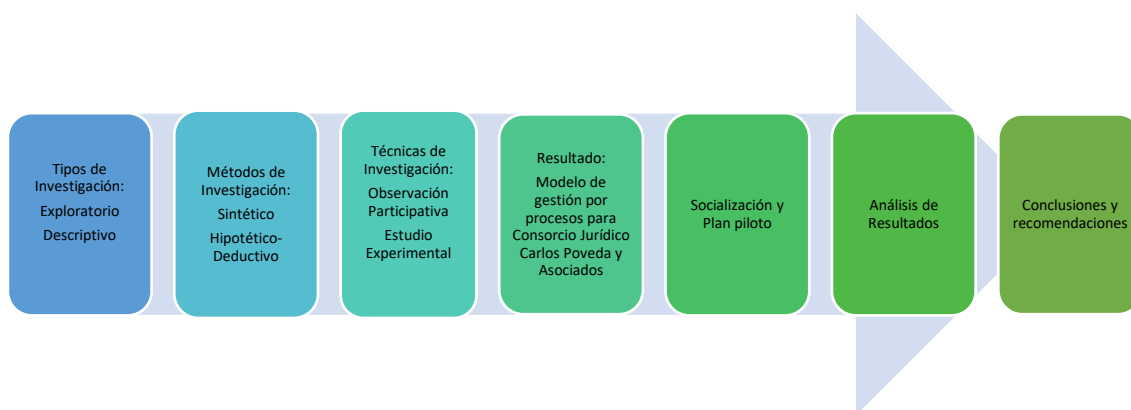 Tipos de
Investigación:
Exploratorio
Descriptivo
Métodos de
Investigación:
Sintético
Hipotético-
Deductivo
Técnicas de
Investigación:
Observación
Participativa
Estudio
Experimental
Resultado:
Modelo de
gestión por
procesos para
Consorcio Jurídico
Carlos Poveda y
Asociados
Socialización y
Plan piloto
Análisis de
Resultados
Conclusiones y
recomendaciones